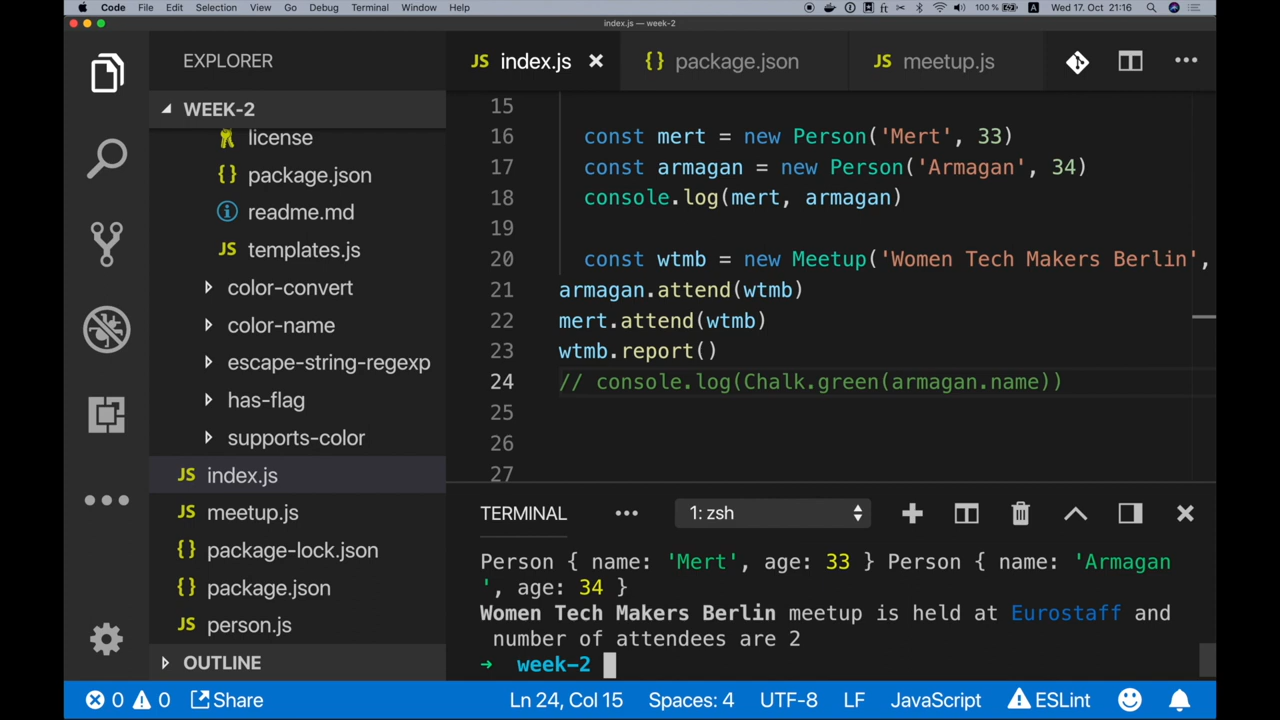 Code File Edit Selection View Go Debug Terminal Window Help 100 % A Wed 17. Oct 21:16
index.js — week-2
EXPLORER
JS index.js
{} package.json
JS meetup.js
WEEK-2
license
{} package.json
readme.md
JS templates.js
color-convert
color-name
escape-string-regexp
has-flag
supports-color
JS index.js
JS meetup.js
{} package-lock.json
{} package.json
JS person.js
OUTLINE
15
16 const mert = new Person('Mert', 33)
17 const armagan = new Person('Armagan', 34)
18 console.log(mert, armagan)
19
20 const wtmb = new Meetup('Women Tech Makers Berlin',
21 armagan.attend(wtmb)
22 mert.attend(wtmb)
23 wtmb.report()
24 // console.log(Chalk.green(armagan.name))
25
26
27
TERMINAL ••• 1: zsh
Person { name: 'Mert', age: 33 } Person { name: 'Armagan
', age: 34 }
Women Tech Makers Berlin meetup is held at Eurostaff and
number of attendees are 2
➜ week-2
0 0 Share Ln 24, Col 15 Spaces: 4 UTF-8 LF JavaScript ESLint